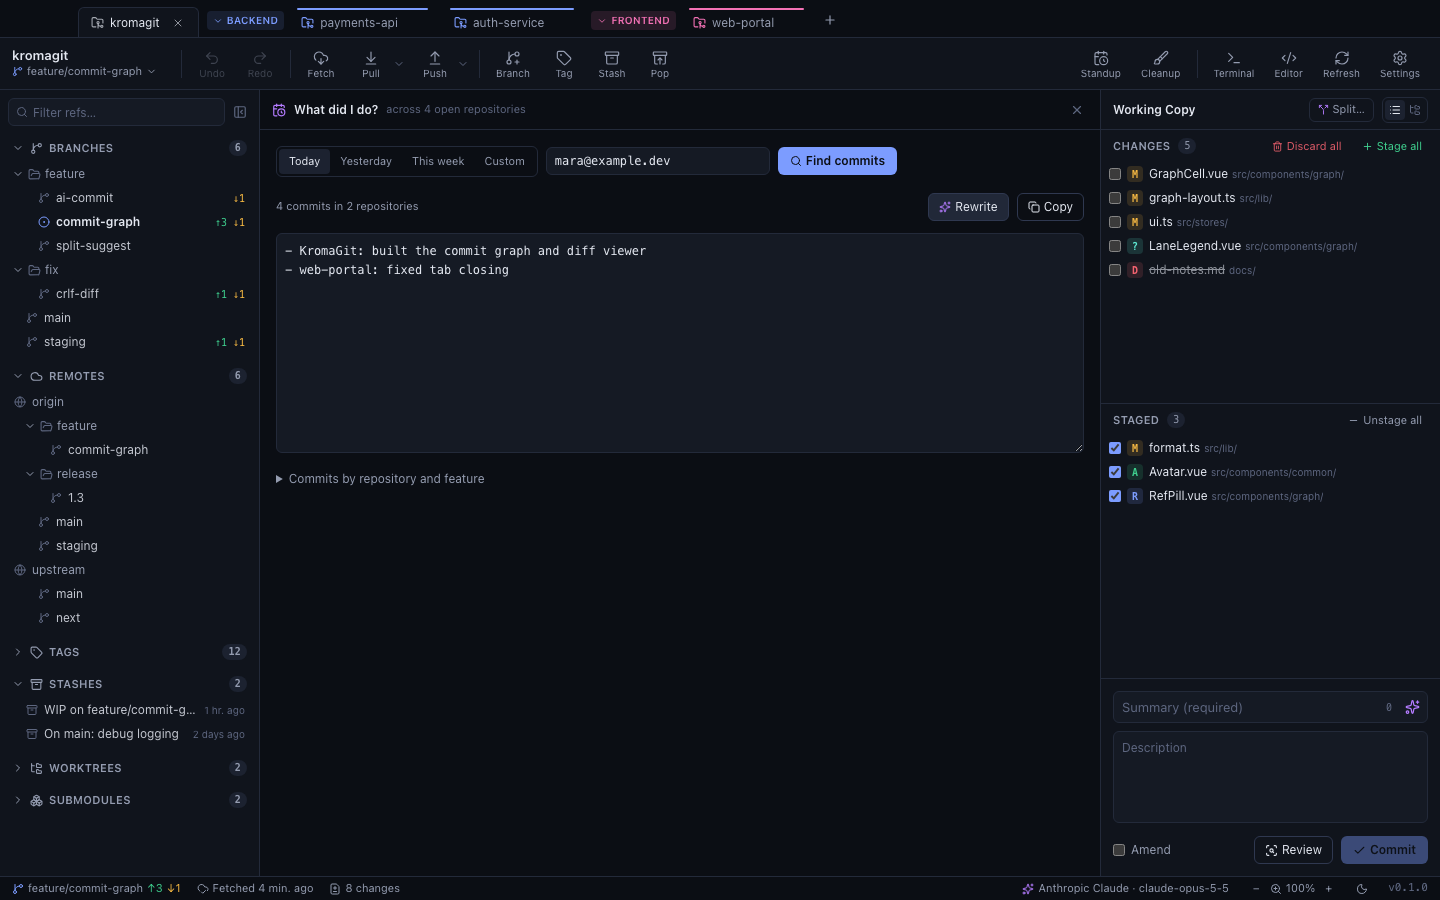 kromagit
BACKEND
payments-api
auth-service
FRONTEND
web-portal
kromagit
feature/commit-graph
Undo
Redo
Fetch
Pull
Push
Branch
Tag
Stash
Pop
Standup
Cleanup
Terminal
Editor
Refresh
Settings
Filter refs...
BRANCHES 6
feature
ai-commit ↓1
commit-graph ↑3 ↓1
split-suggest
fix
crlf-diff ↑1 ↓1
main
staging ↑1 ↓1
REMOTES 6
origin
feature
commit-graph
release
1.3
main
staging
upstream
main
next
TAGS 12
STASHES 2
WIP on feature/commit-g... 1 hr. ago
On main: debug logging 2 days ago
WORKTREES 2
SUBMODULES 2
What did I do? across 4 open repositories
Today Yesterday This week Custom
mara@example.dev
Find commits
4 commits in 2 repositories
Rewrite
Copy
- KromaGit: built the commit graph and diff viewer
- web-portal: fixed tab closing
Commits by repository and feature
Working Copy
Split...
CHANGES 5
Discard all
+ Stage all
M GraphCell.vue src/components/graph/
M graph-layout.ts src/lib/
M ui.ts src/stores/
? LaneLegend.vue src/components/graph/
D old-notes.md docs/
STAGED 3
− Unstage all
M format.ts src/lib/
A Avatar.vue src/components/common/
R RefPill.vue src/components/graph/
Summary (required) 0
Description
Amend
Review
Commit
feature/commit-graph ↑3 ↓1
Fetched 4 min. ago
8 changes
Anthropic Claude · claude-opus-5-5
− 100% +
v0.1.0